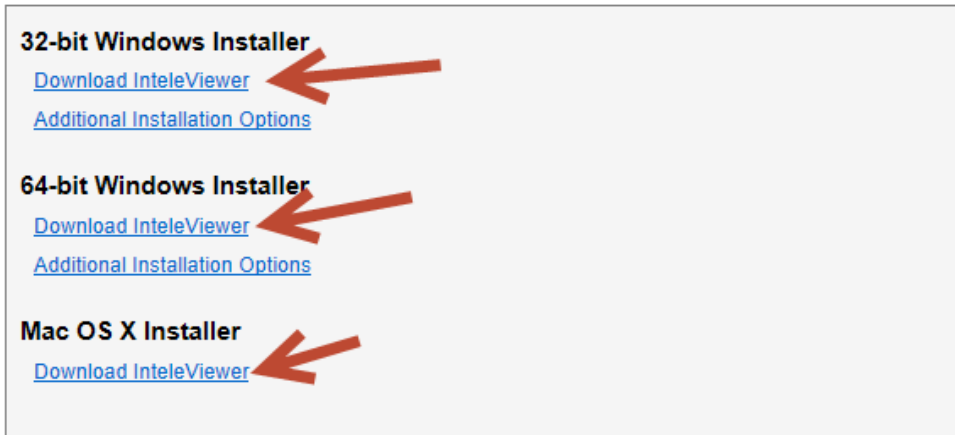 32-bit Windows Installer
Download InteleViewer
Additional Installation Options
64-bit Windows Installer
Download InteleViewer
Additional Installation Options
Mac OS X Installer
Download InteleViewer